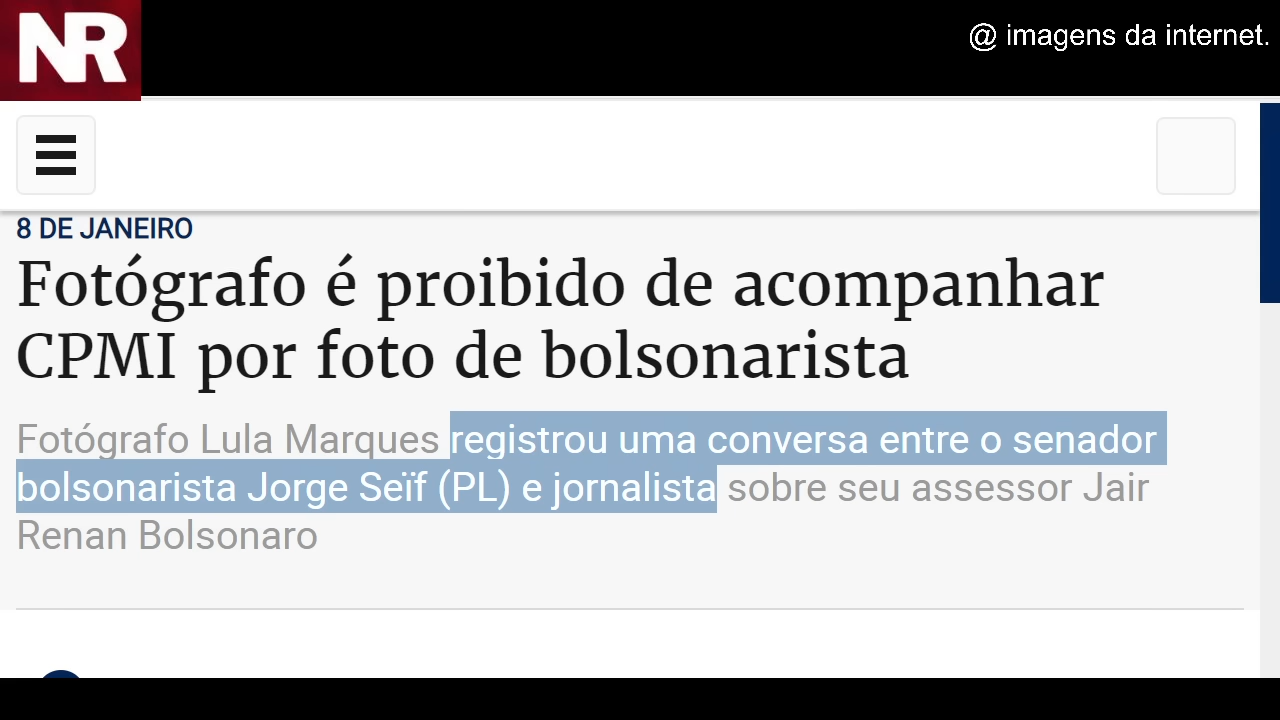 NR
@ imagens da internet.
8 DE JANEIRO
Fotógrafo é proibido de acompanhar
CPMI por foto de bolsonarista
Fotógrafo Lula Marques registrou uma conversa entre o senador
bolsonarista Jorge Seïf (PL) e jornalista sobre seu assessor Jair
Renan Bolsonaro